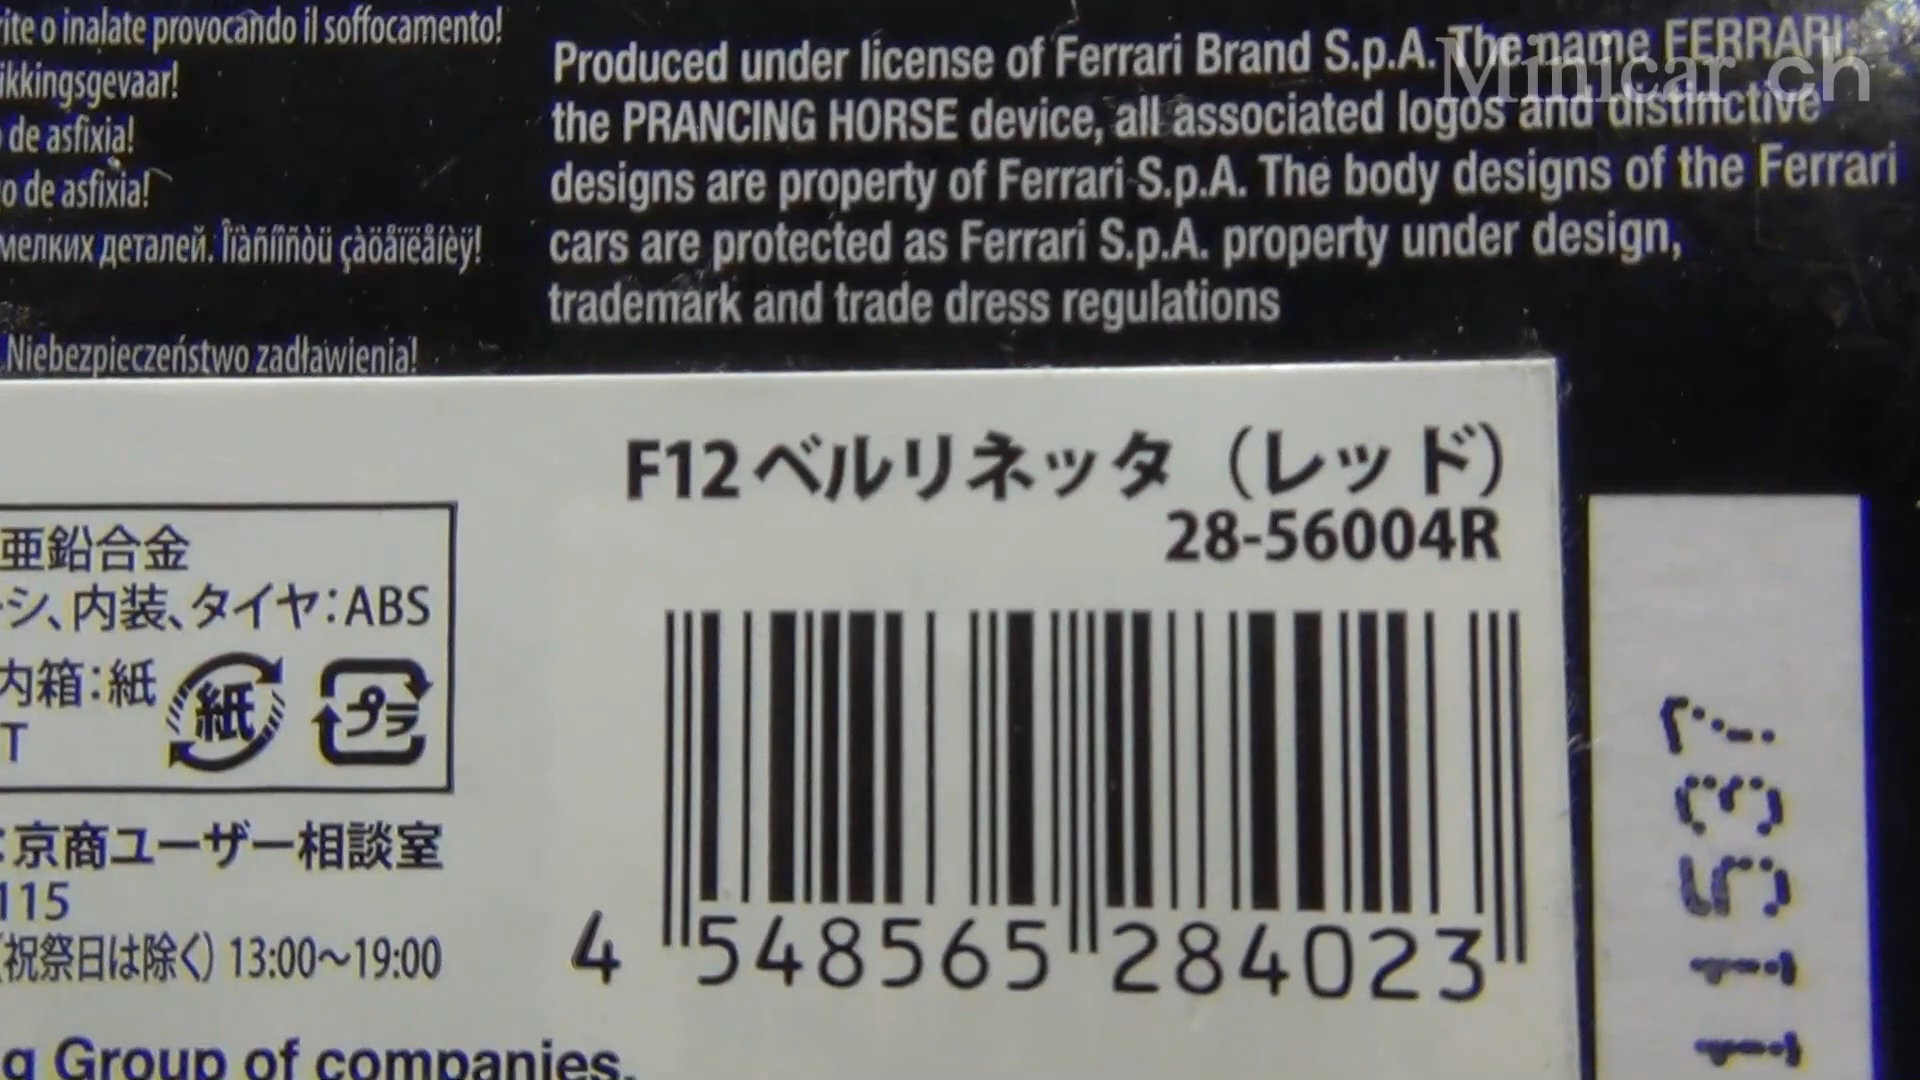 rite o inalate provocando il soffocamento!
ikkingsgevaar!
de asfixia!
o de asfixia!
мелких деталей. Îïàñíîñòü çàöåïëåíèÿ!
Niebezpieczeństwo zadławienia!
Produced under license of Ferrari Brand S.p.A. The name FERRARI,
the PRANCING HORSE device, all associated logos and distinctive
designs are property of Ferrari S.p.A. The body designs of the Ferrari
cars are protected as Ferrari S.p.A. property under design,
trademark and trade dress regulations
Minicar ch
F12ベルリネッタ（レッド）
28-56004R
亜鉛合金
ーシ、内装、タイヤ：ABS
内箱：紙
紙
プラ
T
：京商ユーザー相談室
115
（祝祭日は除く）13:00〜19:00
4 548565 284023
g Group of companies.
11537